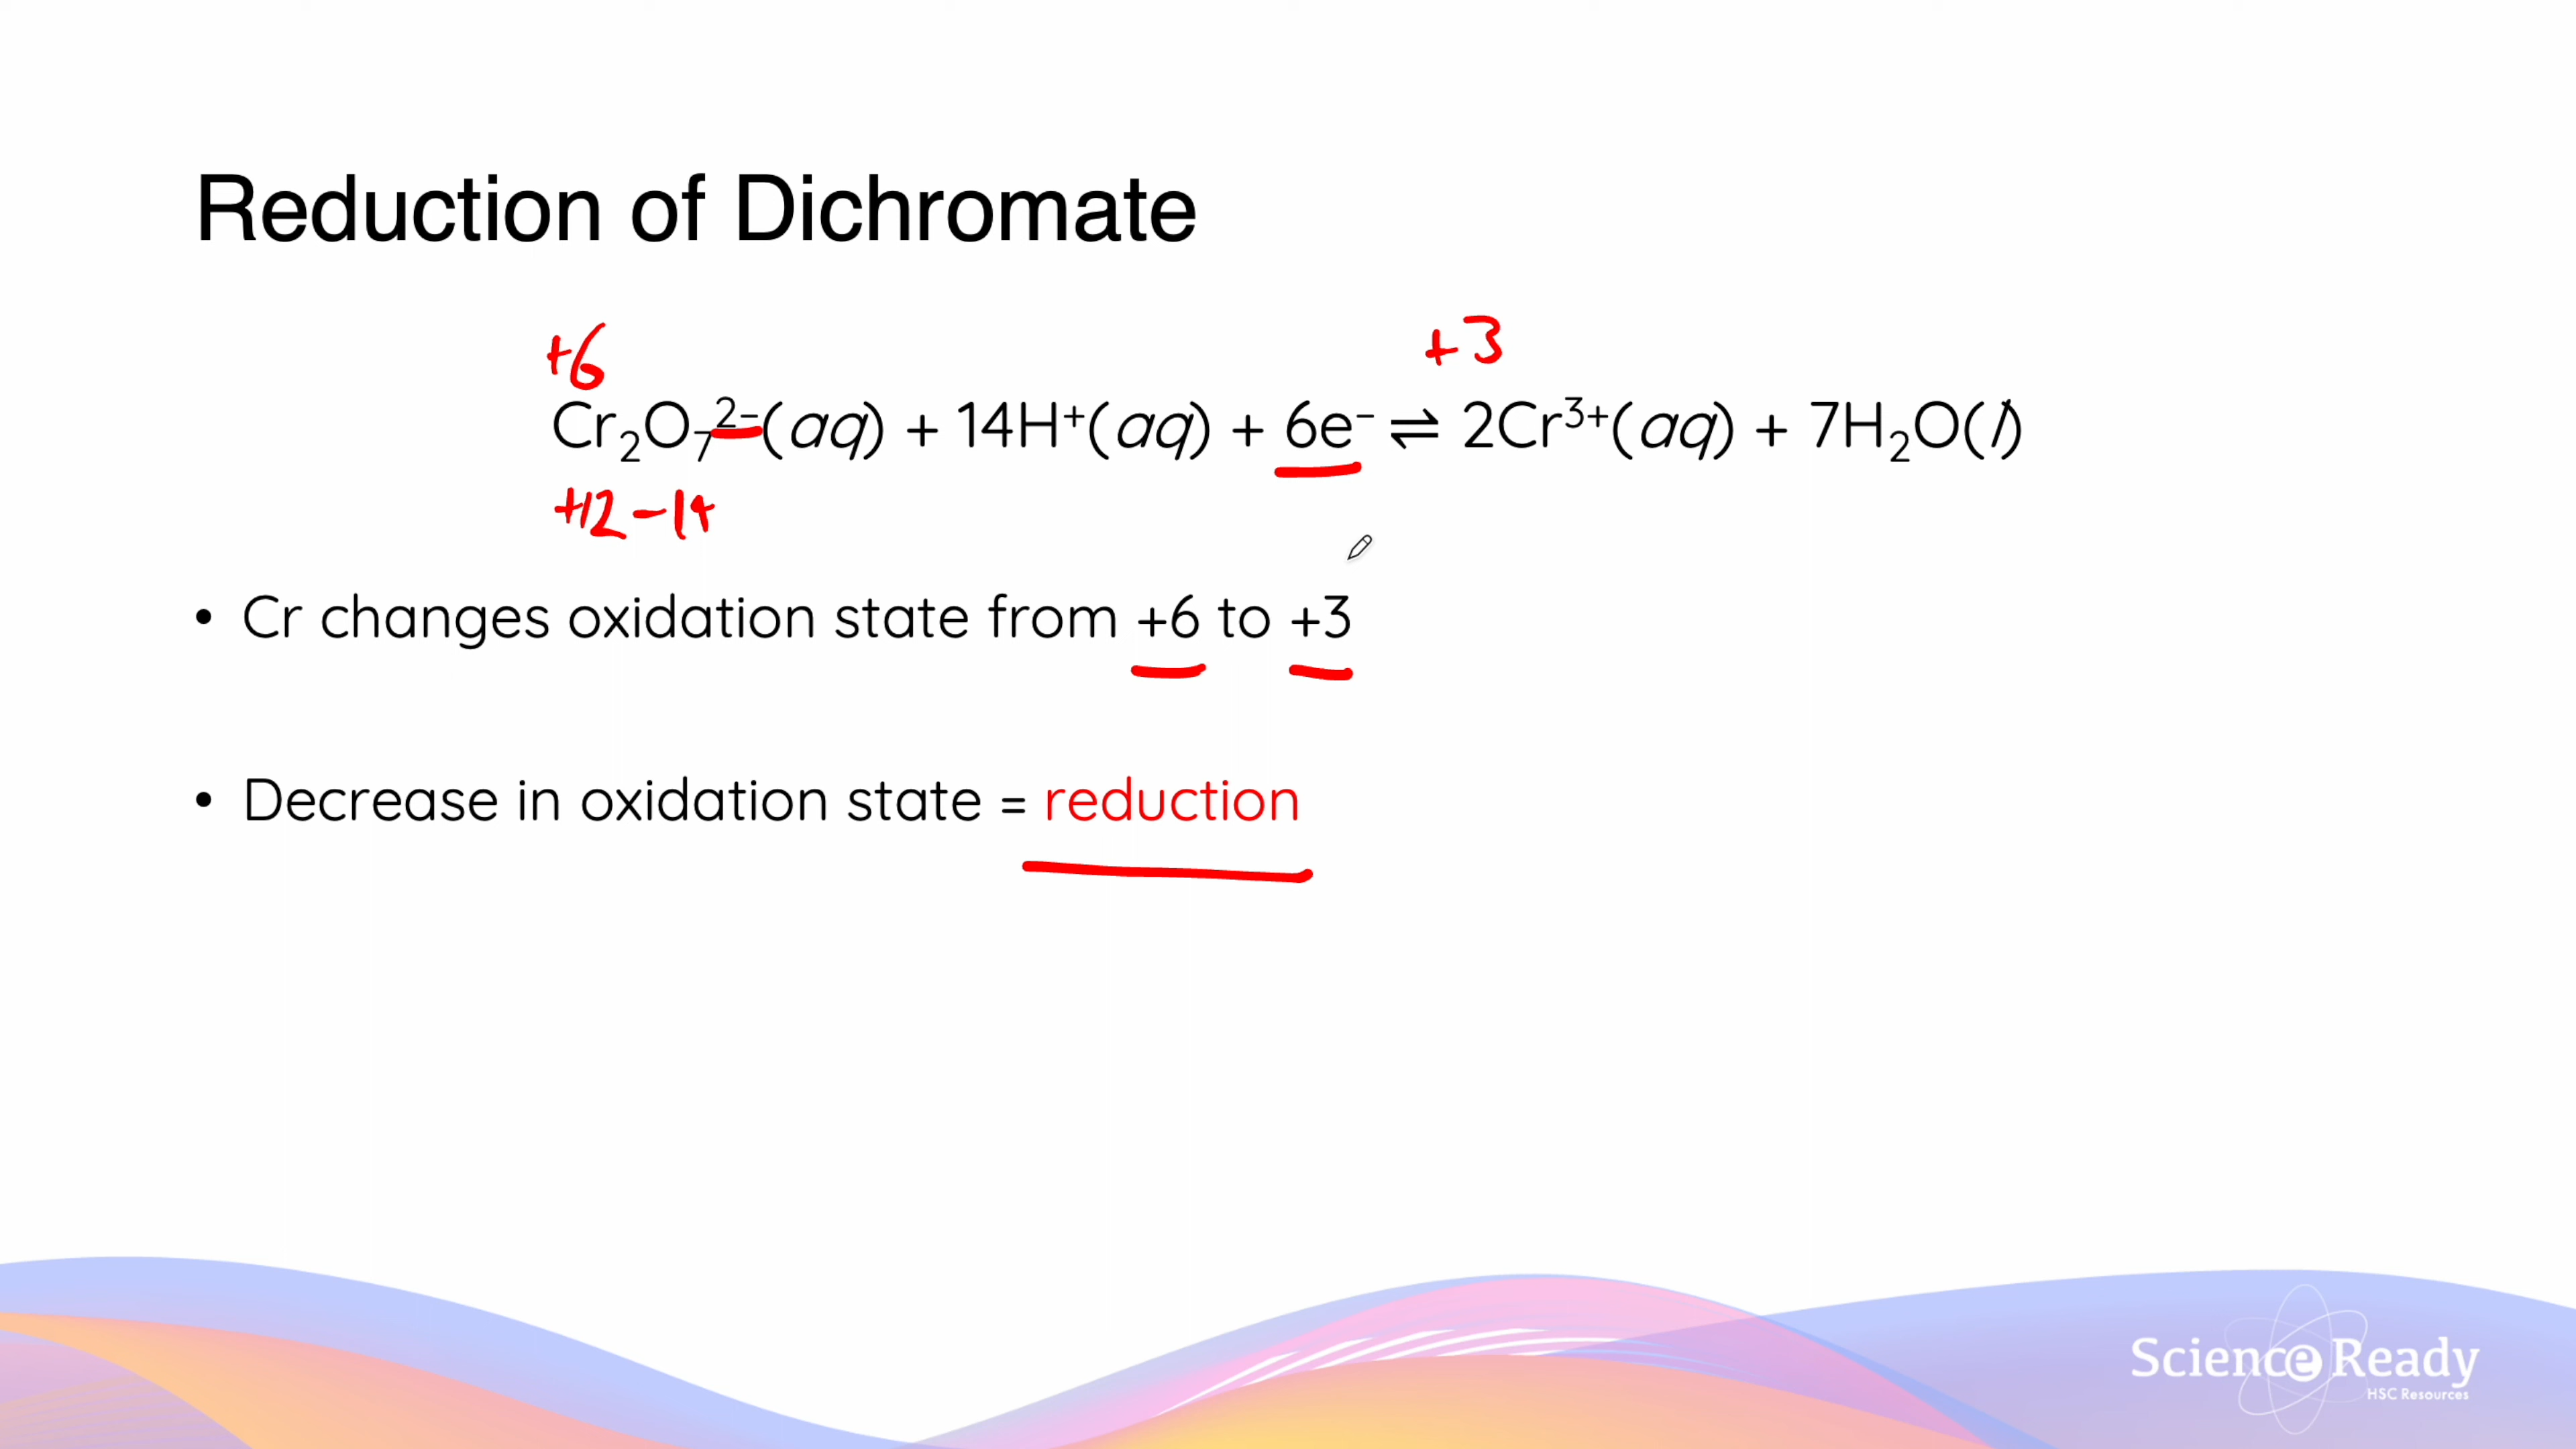 Reduction of Dichromate
+6 +3
Cr₂O₇²⁻(aq) + 14H⁺(aq) + 6e⁻ ⇌ 2Cr³⁺(aq) + 7H₂O(l)
+12 -14
• Cr changes oxidation state from +6 to +3
• Decrease in oxidation state = reduction
Science Ready
HSC Resources